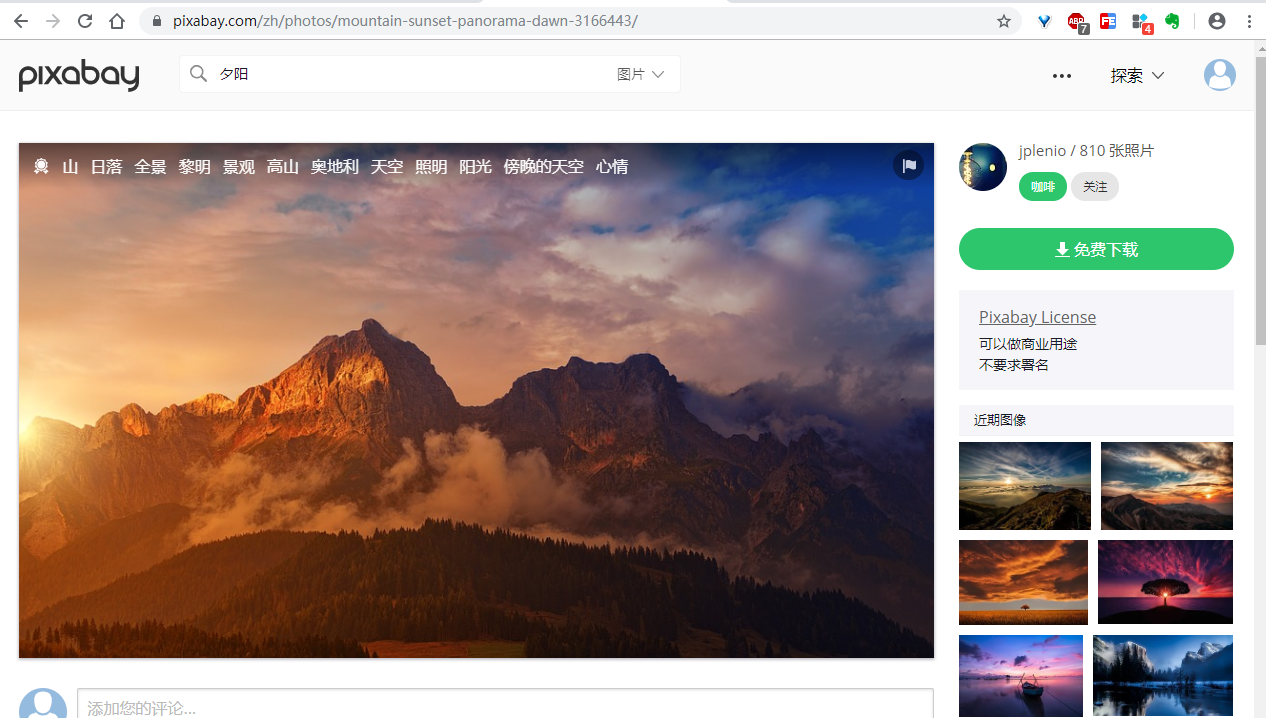 pixabay.com/zh/photos/mountain-sunset-panorama-dawn-3166443/
ABP 7
FE
4
pixabay
夕阳
图片
探索
山 日落 全景 黎明 景观 高山 奥地利 天空 照明 阳光 傍晚的天空 心情
jplenio / 810 张照片
咖啡 关注
免费下载
Pixabay License
可以做商业用途
不要求署名
近期图像
添加您的评论...